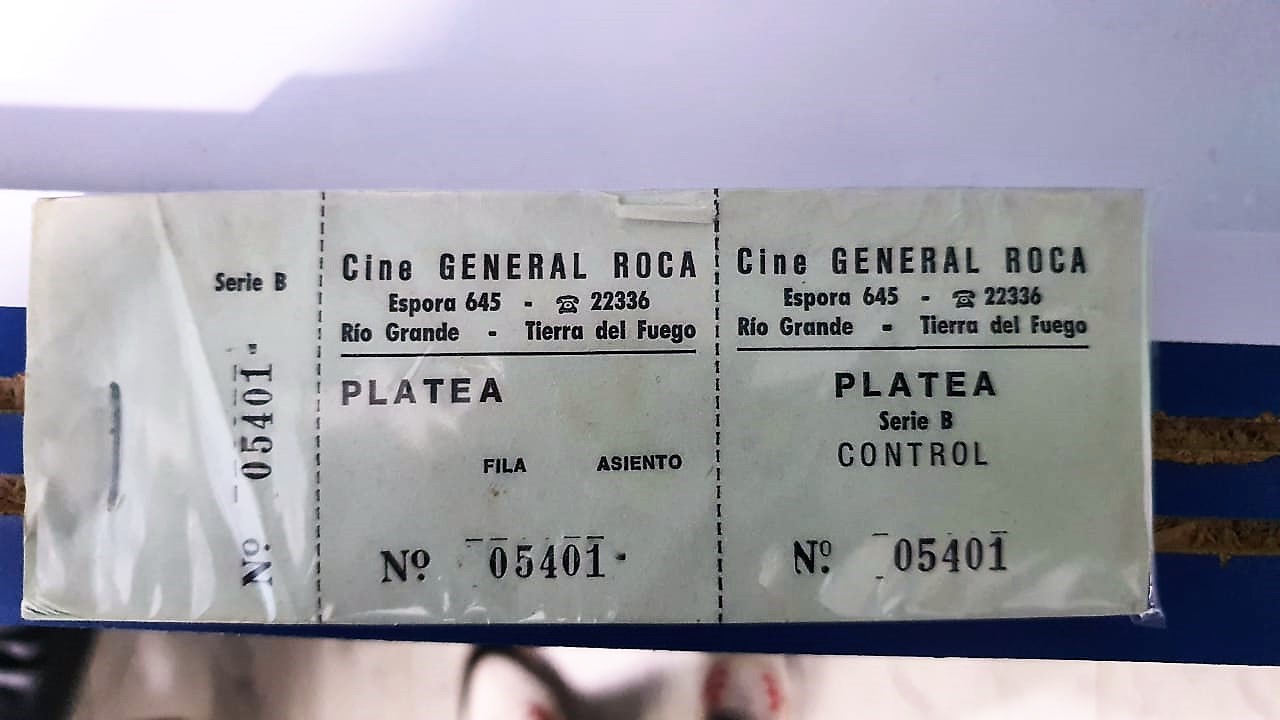 Serie B
Nº 05401
Cine GENERAL ROCA
Espora 645 - ☎ 22336
Río Grande - Tierra del Fuego
PLATEA
FILA ASIENTO
Nº 05401
Cine GENERAL ROCA
Espora 645 - ☎ 22336
Río Grande - Tierra del Fuego
PLATEA
Serie B
CONTROL
Nº 05401